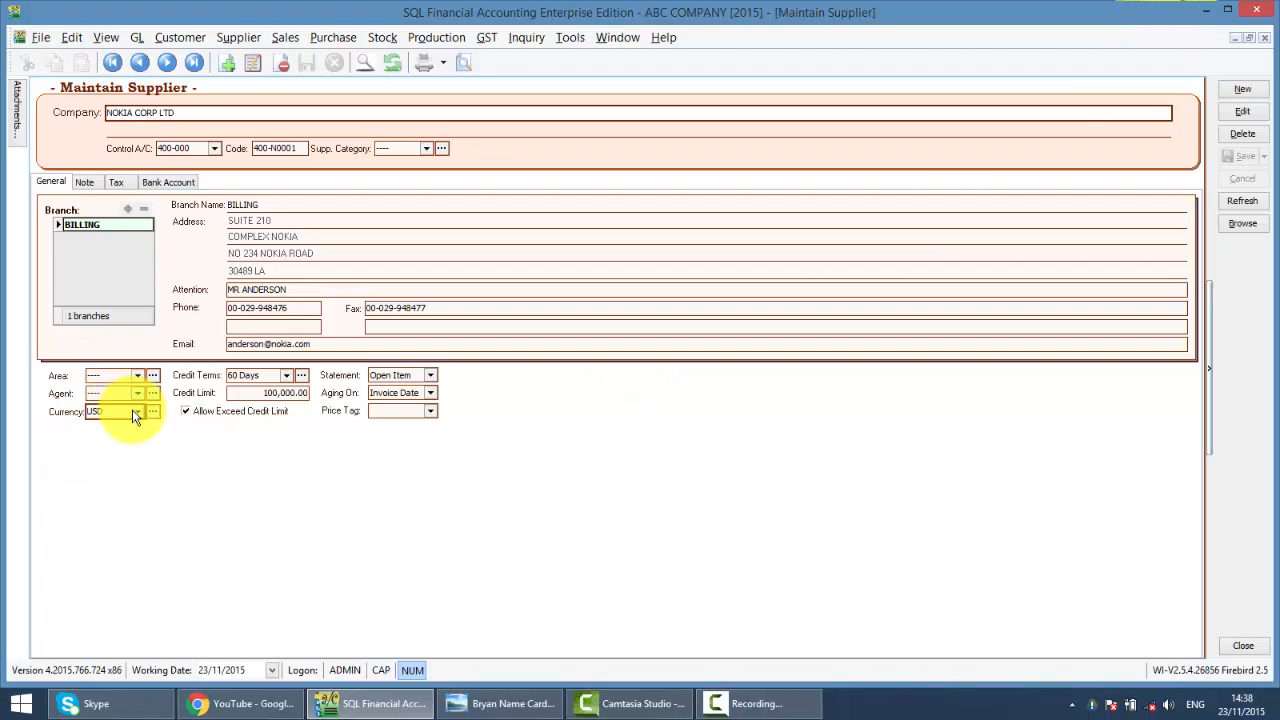 SQL Financial Accounting Enterprise Edition - ABC COMPANY [2015] - [Maintain Supplier]
File Edit View GL Customer Supplier Sales Purchase Stock Production GST Inquiry Tools Window Help
Attachments...
- Maintain Supplier -
Company: NOKIA CORP LTD
Control A/C: 400-000 Code: 400-N0001 Supp. Category: ----
General Note Tax Bank Account
Branch:
BILLING
1 branches
Branch Name: BILLING
Address: SUITE 210
COMPLEX NOKIA
NO 234 NOKIA ROAD
30489 LA
Attention: MR ANDERSON
Phone: 00-029-948476 Fax: 00-029-948477
Email: anderson@nokia.com
Area: ---- Credit Terms: 60 Days Statement: Open Item
Agent: ---- Credit Limit: 100,000.00 Aging On: Invoice Date
Currency: USD Allow Exceed Credit Limit Price Tag:
New
Edit
Delete
Save
Cancel
Refresh
Browse
Close
Version 4.2015.766.724 x86 Working Date: 23/11/2015 Logon: ADMIN CAP NUM WI-V2.5.4.26856 Firebird 2.5
Skype YouTube - Googl... SQL Financial Acc... Bryan Name Card... Camtasia Studio -... Recording... ENG 14:38
23/11/2015